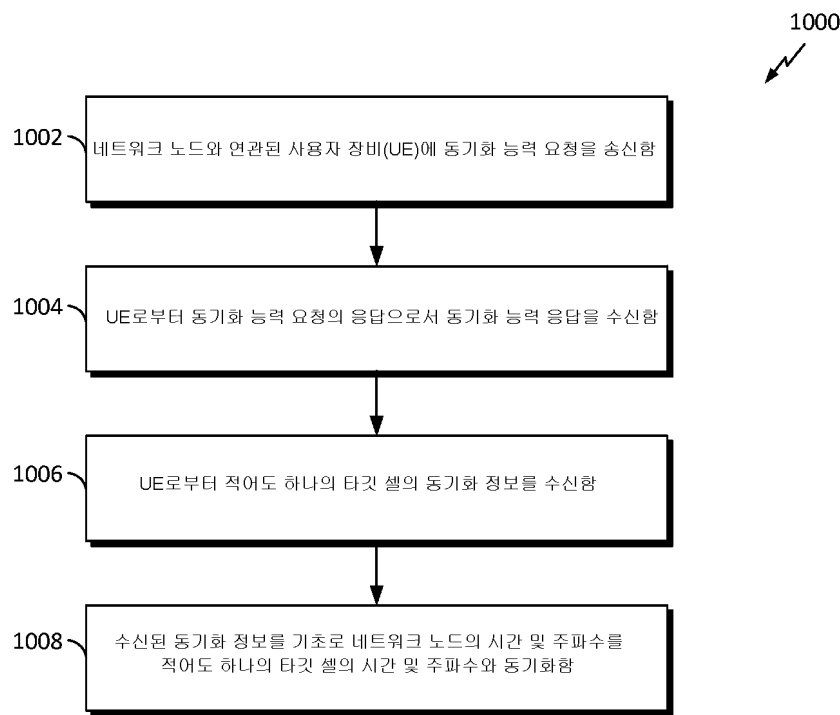 1000
1002
네트워크 노드와 연관된 사용자 장비(UE)에 동기화 능력 요청을 송신함
1004
UE로부터 동기화 능력 요청의 응답으로서 동기화 능력 응답을 수신함
1006
UE로부터 적어도 하나의 타깃 셀의 동기화 정보를 수신함
1008
수신된 동기화 정보를 기초로 네트워크 노드의 시간 및 주파수를
적어도 하나의 타깃 셀의 시간 및 주파수와 동기화함